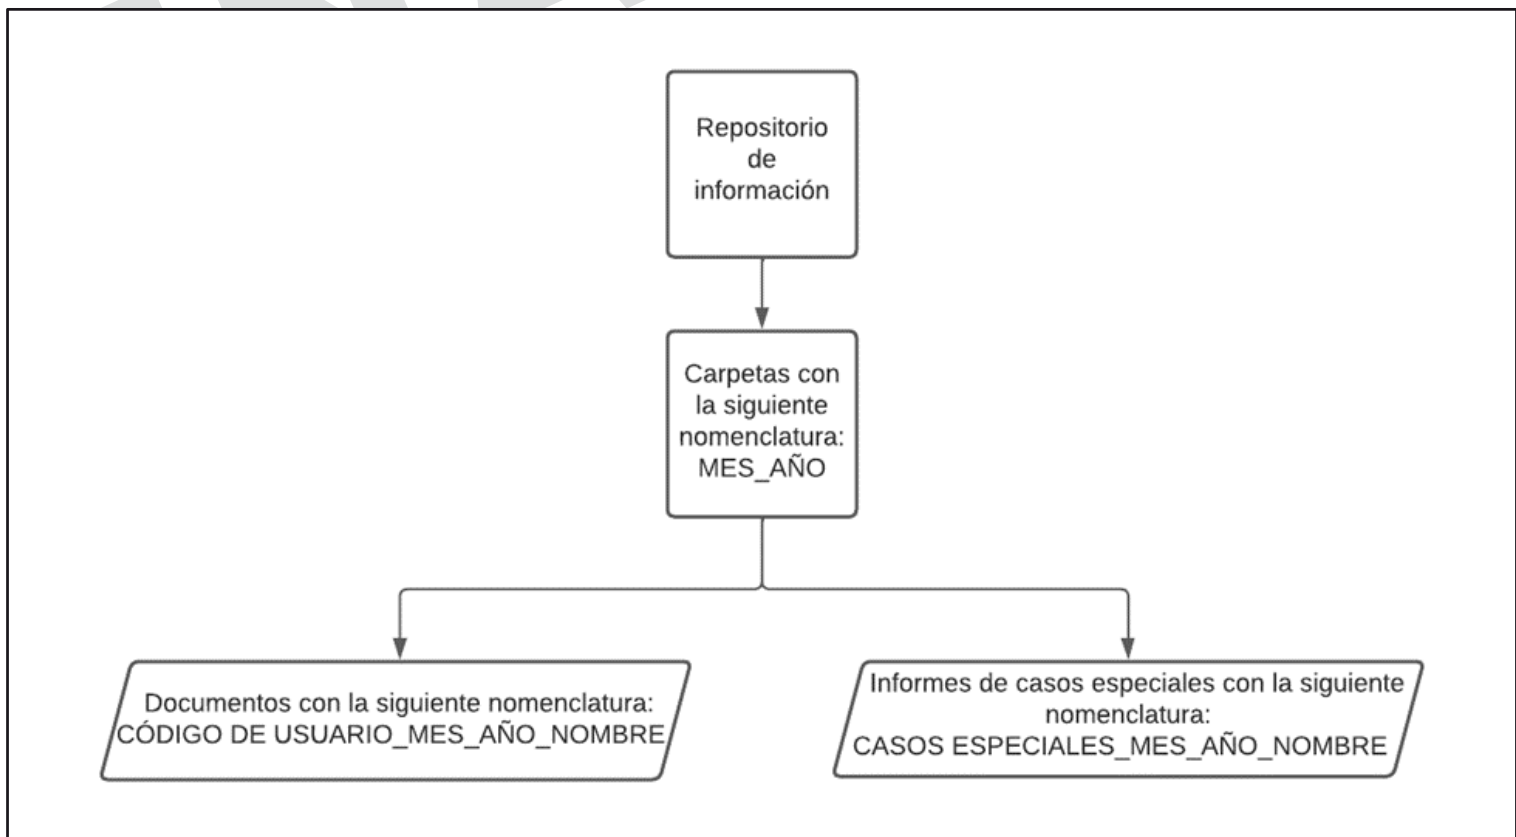 Repositorio
de
información
Carpetas con
la siguiente
nomenclatura:
MES_AÑO
Documentos con la siguiente nomenclatura:
CÓDIGO DE USUARIO_MES_AÑO_NOMBRE
Informes de casos especiales con la siguiente
nomenclatura:
CASOS ESPECIALES_MES_AÑO_NOMBRE